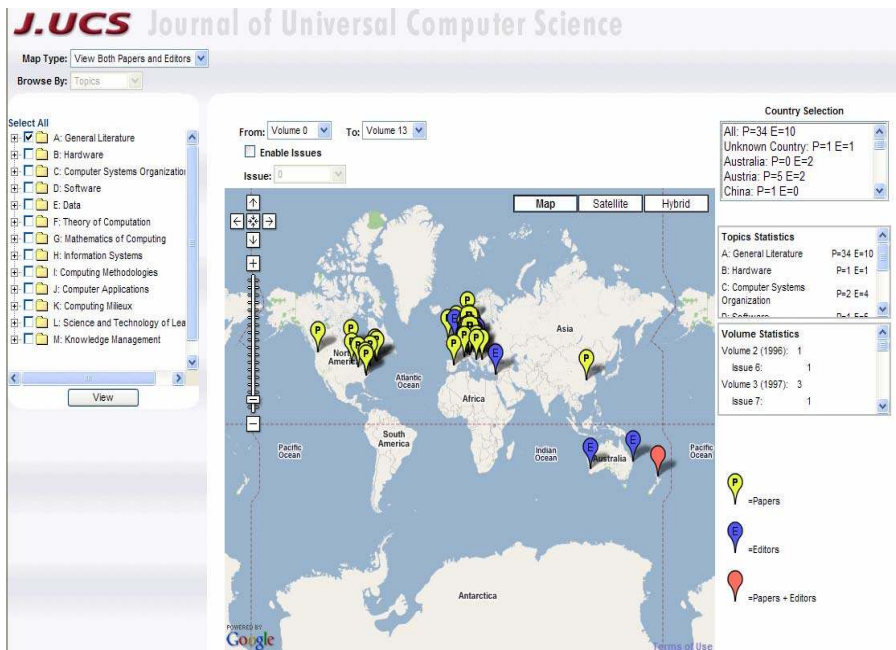 J.UCS Journal of Universal Computer Science
Map Type: View Both Papers and Editors
Browse By: Topics
Select All
A: General Literature
B: Hardware
C: Computer Systems Organization
D: Software
E: Data
F: Theory of Computation
G: Mathematics of Computing
H: Information Systems
I: Computing Methodologies
J: Computer Applications
K: Computing Milieux
L: Science and Technology of Lea
M: Knowledge Management
View
From: Volume 0 To: Volume 13
Enable Issues
Issue: 0
Map Satellite Hybrid
P
E
Asia
North America
Atlantic Ocean
Africa
South America
Pacific Ocean
Indian Ocean
Australia
Pacific Ocean
Antarctica
POWERED BY
Google
Terms of Use
Country Selection
All: P=34 E=10
Unknown Country: P=1 E=1
Australia: P=0 E=2
Austria: P=5 E=2
China: P=1 E=0
Topics Statistics
A: General Literature P=34 E=10
B: Hardware P=1 E=1
C: Computer Systems Organization P=2 E=4
D: Software P=1 E=5
Volume Statistics
Volume 2 (1996): 1
Issue 6: 1
Volume 3 (1997): 3
Issue 7: 1
P =Papers
E =Editors
=Papers + Editors